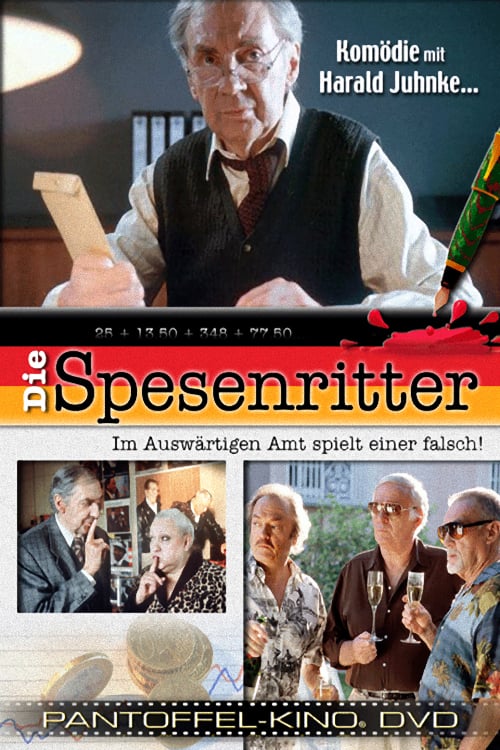 Komödie mit
Harald Juhnke...
25 + 13.50 + 348 + 77.50
Die Spesenritter
Im Auswärtigen Amt spielt einer falsch!
PANTOFFEL-KINO® DVD